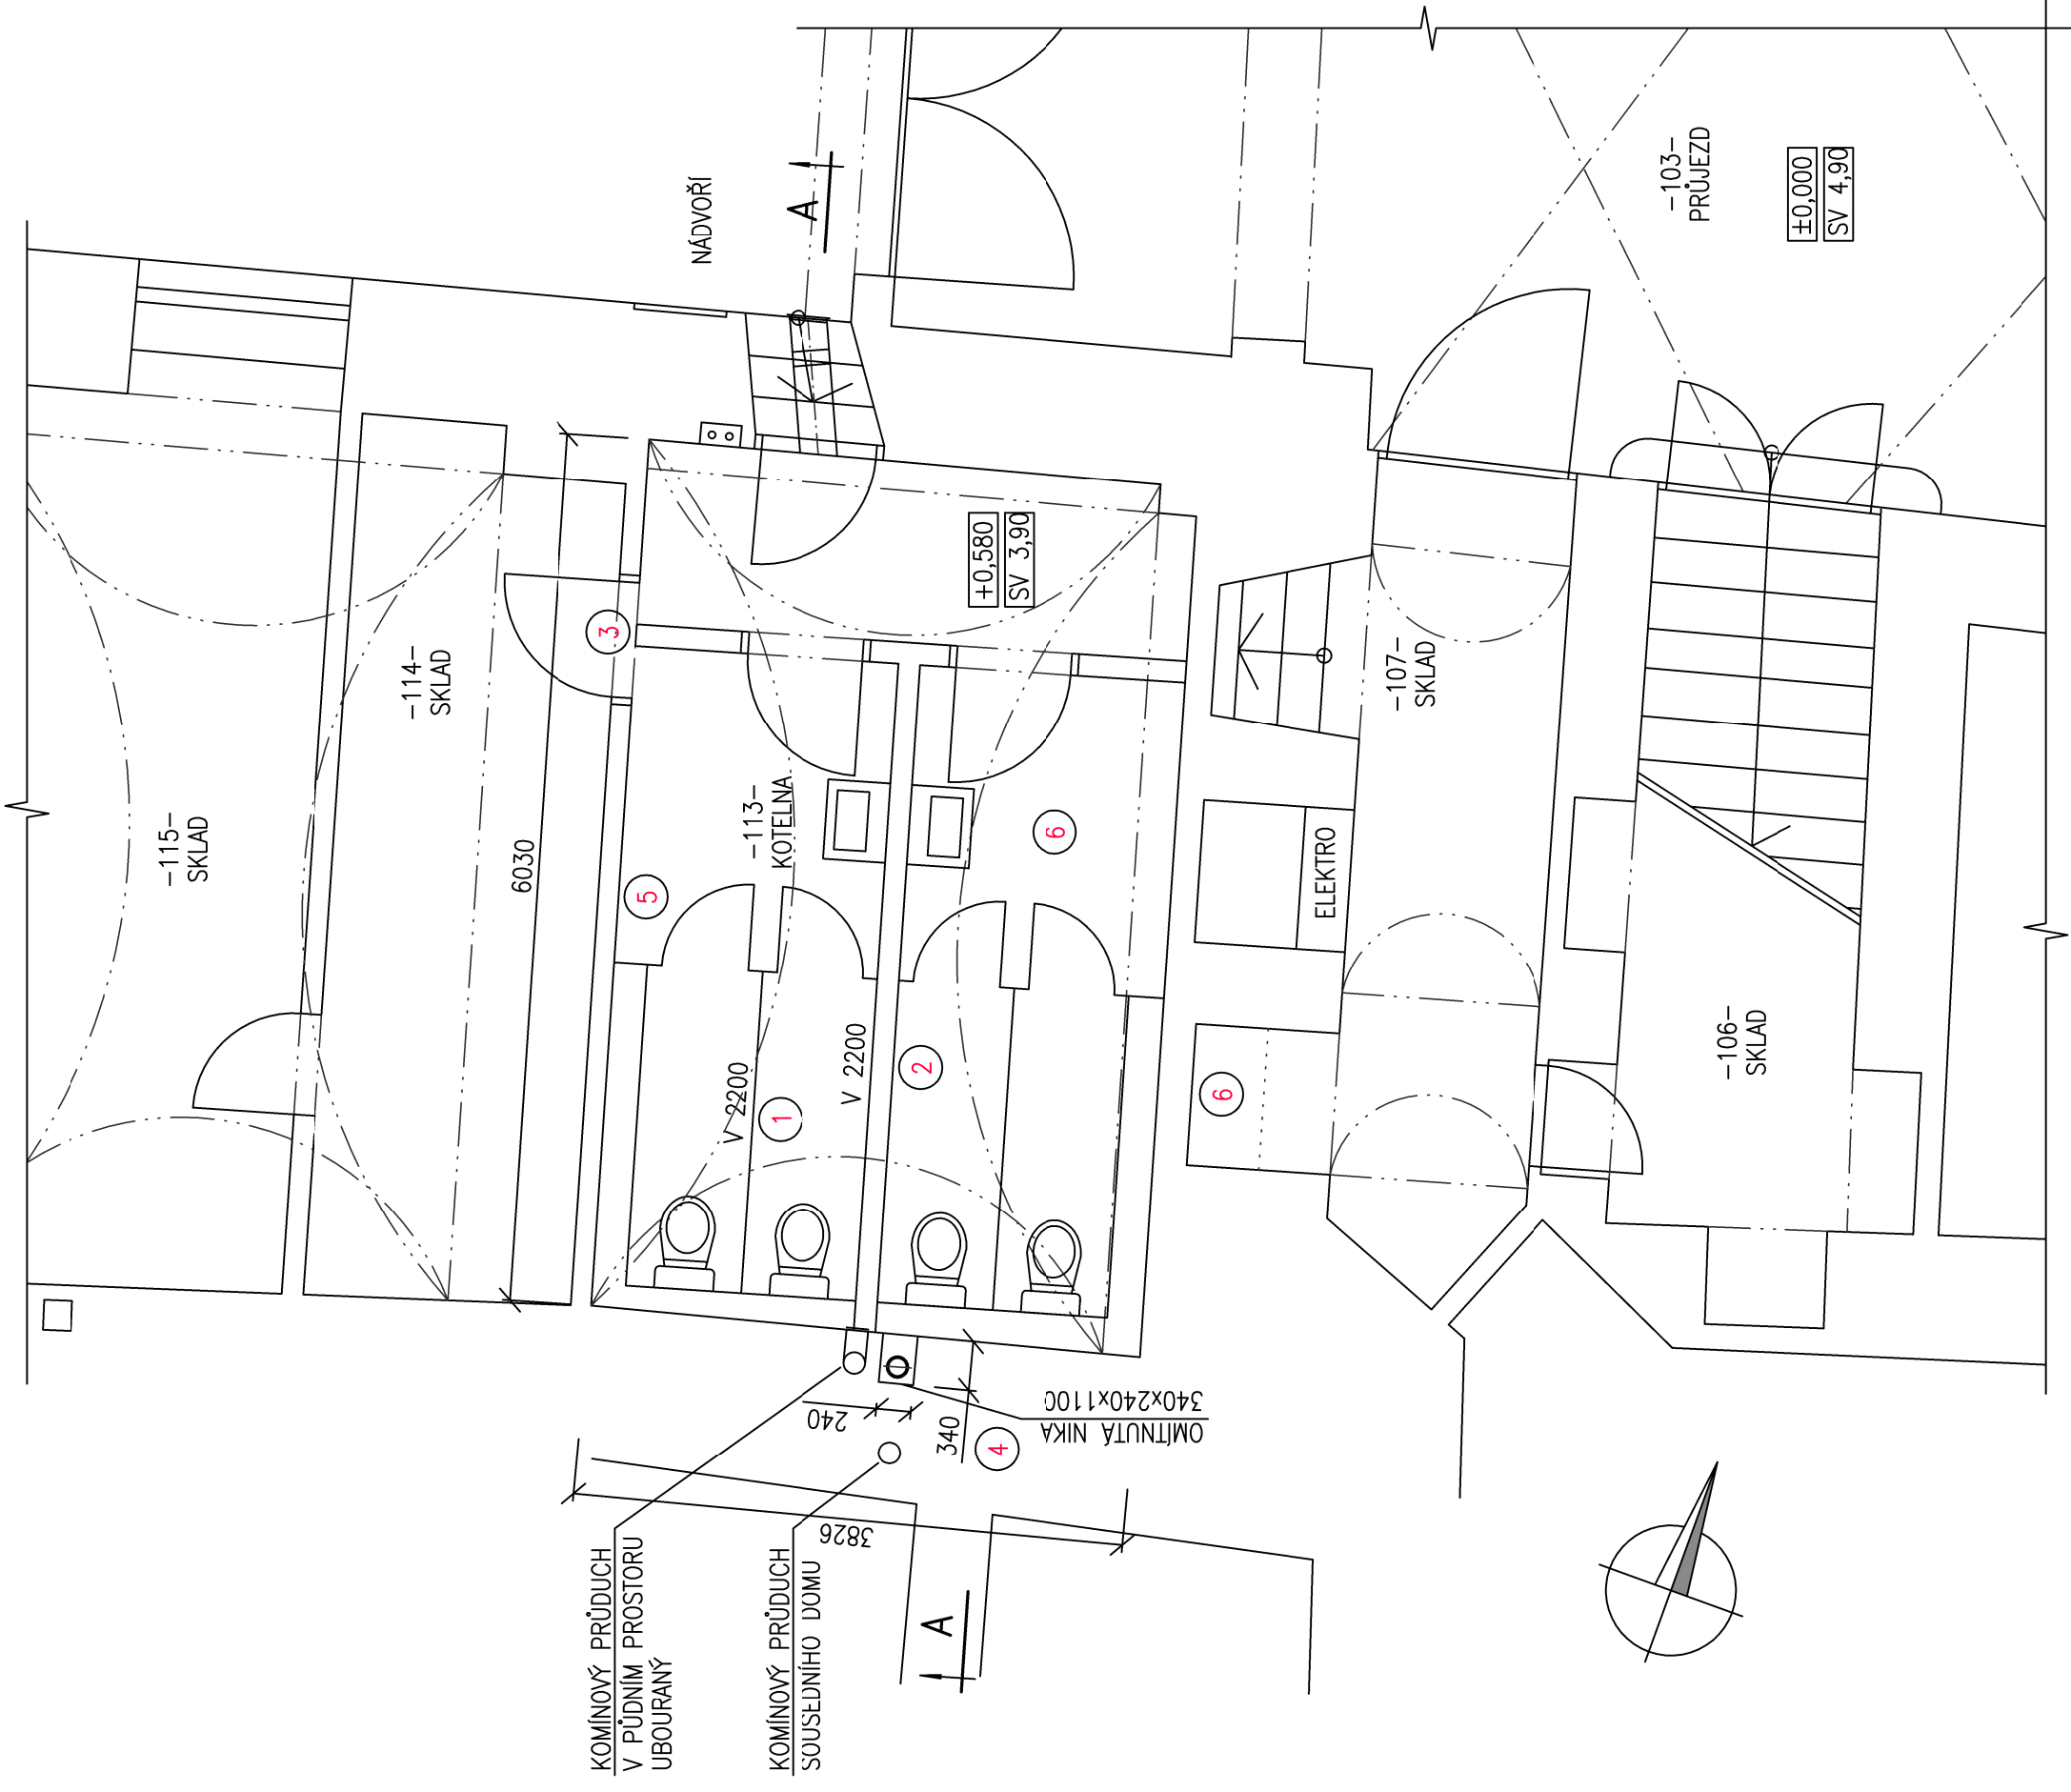 -115-
SKLAD
-114-
SKLAD
6030
3
5
NÁDVOŘÍ
A
-113-
KOTELNA
+0,580
SV 3,90
6
V 2200
1
V 2200
2
-103-
PRŮJEZD
±0,000
SV 4,90
-107-
SKLAD
ELEKTRO
6
-106-
SKLAD
240
340
4
OMÍTNUTÁ NIKA
340x240x1100
3826
A
KOMÍNOVÝ PRŮDUCH
V PŮDNÍM PROSTORU
UBOURANÝ
KOMÍNOVÝ PRŮDUCH
SOUSEDNÍHO DOMU